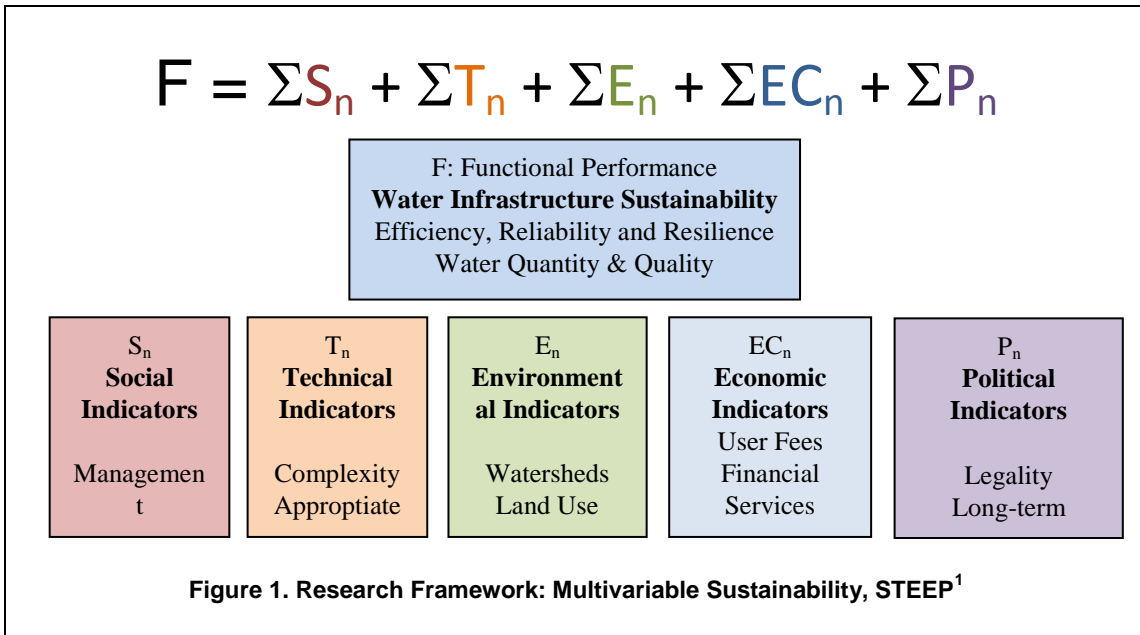 F = ΣSₙ + ΣTₙ + ΣEₙ + ΣECₙ + ΣPₙ
F: Functional Performance
Water Infrastructure Sustainability
Efficiency, Reliability and Resilience
Water Quantity & Quality
Sₙ
Social
Indicators
Managemen
t
Tₙ
Technical
Indicators
Complexity
Approptiate
Eₙ
Environment
al Indicators
Watersheds
Land Use
ECₙ
Economic
Indicators
User Fees
Financial
Services
Pₙ
Political
Indicators
Legality
Long-term
Figure 1. Research Framework: Multivariable Sustainability, STEEP¹